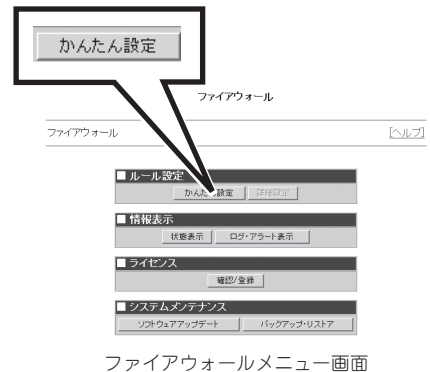 かんたん設定
ファイアウォール
ファイアウォール [ヘルプ]
■ ルール設定
かんたん設定 詳細設定
■ 情報表示
状態表示 ログ・アラート表示
■ ライセンス
確認/登録
■ システムメンテナンス
ソフトウェアアップデート バックアップ・リストア
ファイアウォールメニュー画面